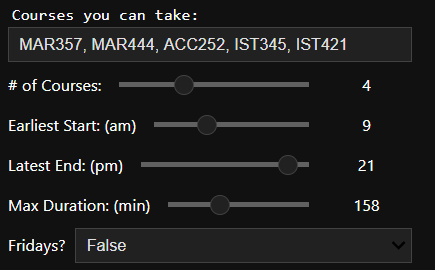 Courses you can take:
MAR357, MAR444, ACC252, IST345, IST421
# of Courses: 4
Earliest Start: (am) 9
Latest End: (pm) 21
Max Duration: (min) 158
Fridays? False